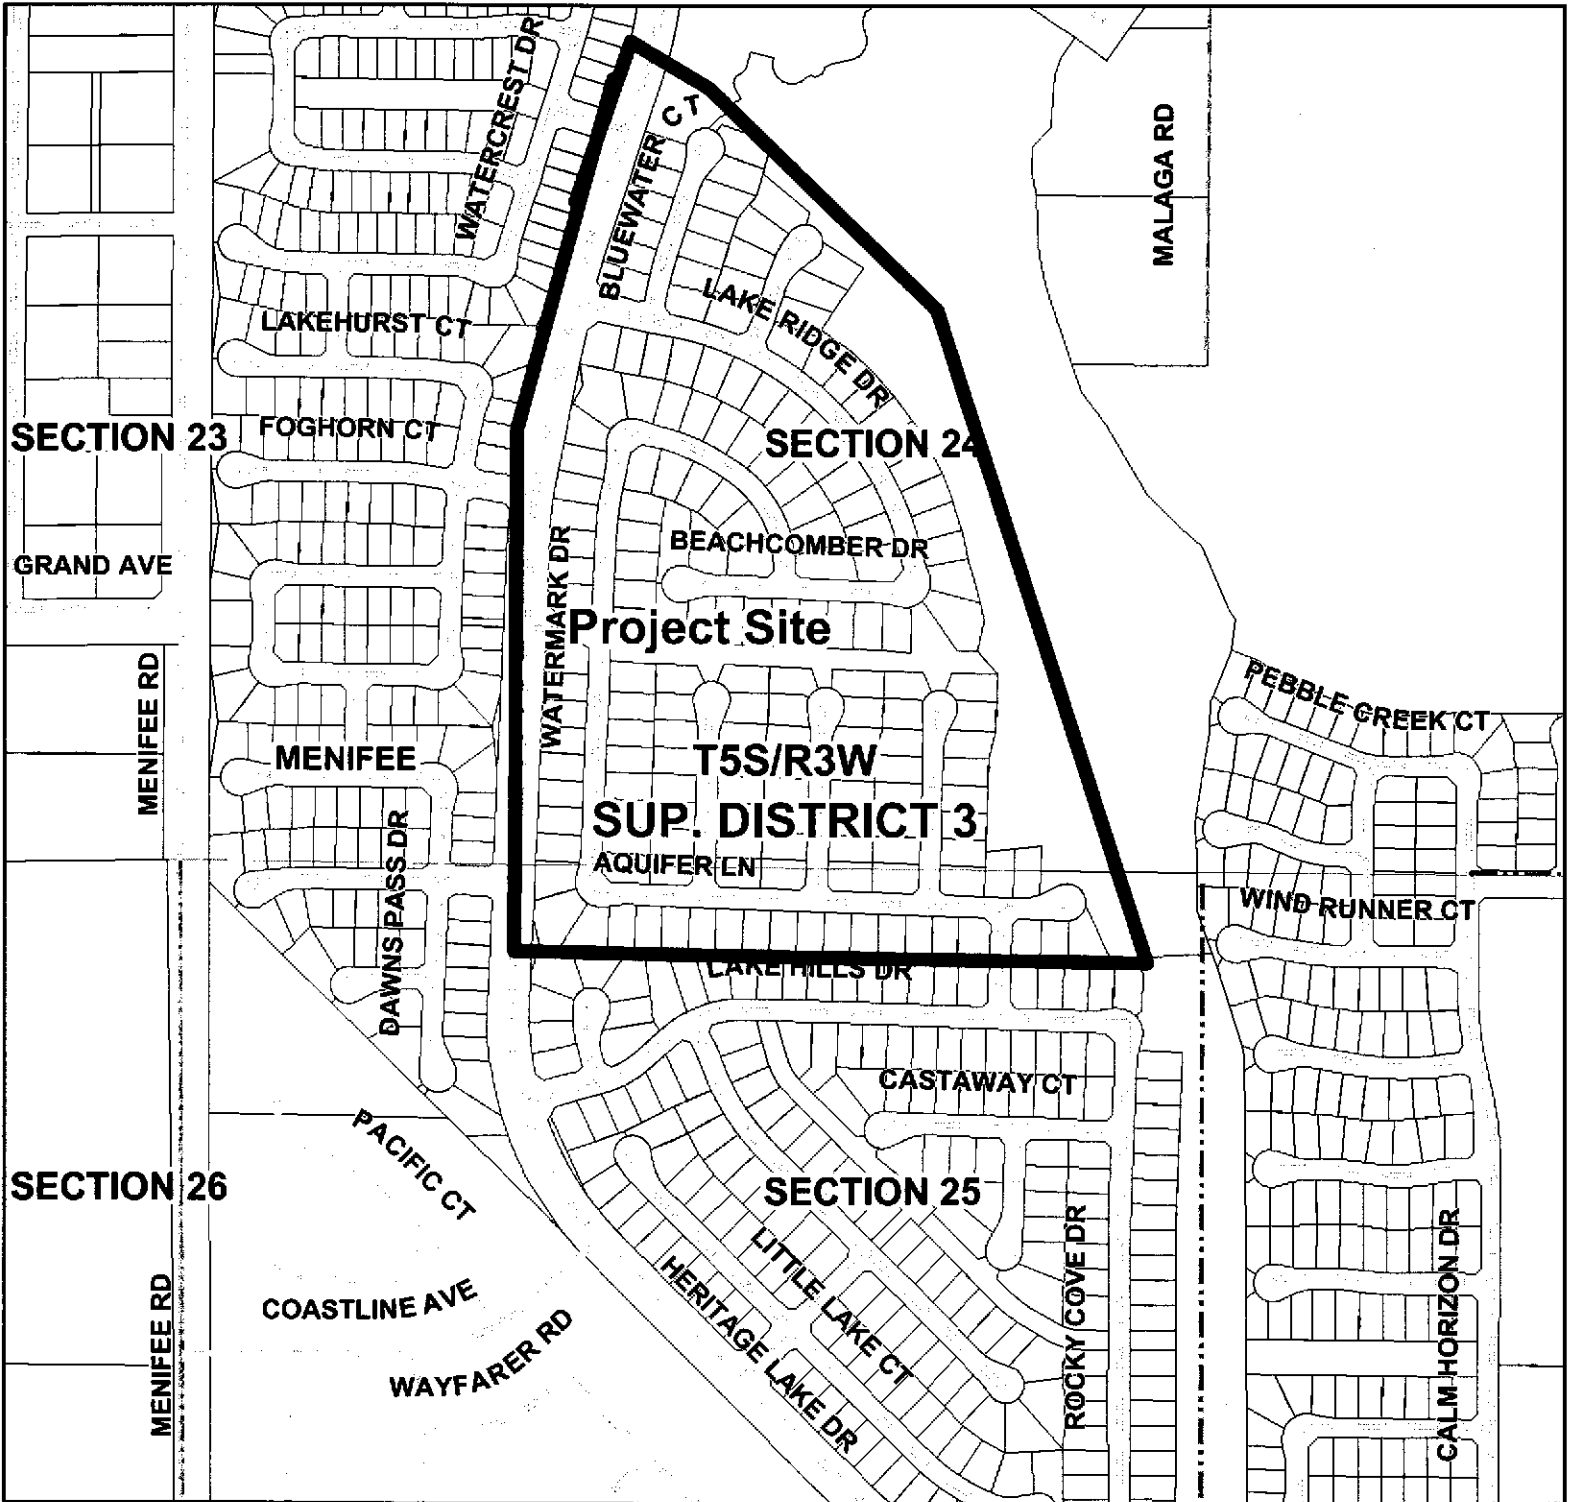 WATERCREST DR
BLUEWATER CT
MALAGA RD
LAKE RIDGE DR
LAKEHURST CT
FOGHORN CT
SECTION 23
SECTION 24
GRAND AVE
BEACHCOMBER DR
WATERMARK DR
Project Site
MENIFEE RD
PEBBLE CREEK CT
MENIFEE
T5S/R3W
SUP. DISTRICT 3
DAWNS PASS DR
AQUIFER LN
WIND RUNNER CT
LAKE HILLS DR
CASTAWAY CT
PACIFIC CT
SECTION 26
SECTION 25
LITTLE LAKE CT
HERITAGE LAKE DR
ROCKY COVE DR
CALM HORIZON DR
COASTLINE AVE
WAYFARER RD
MENIFEE RD